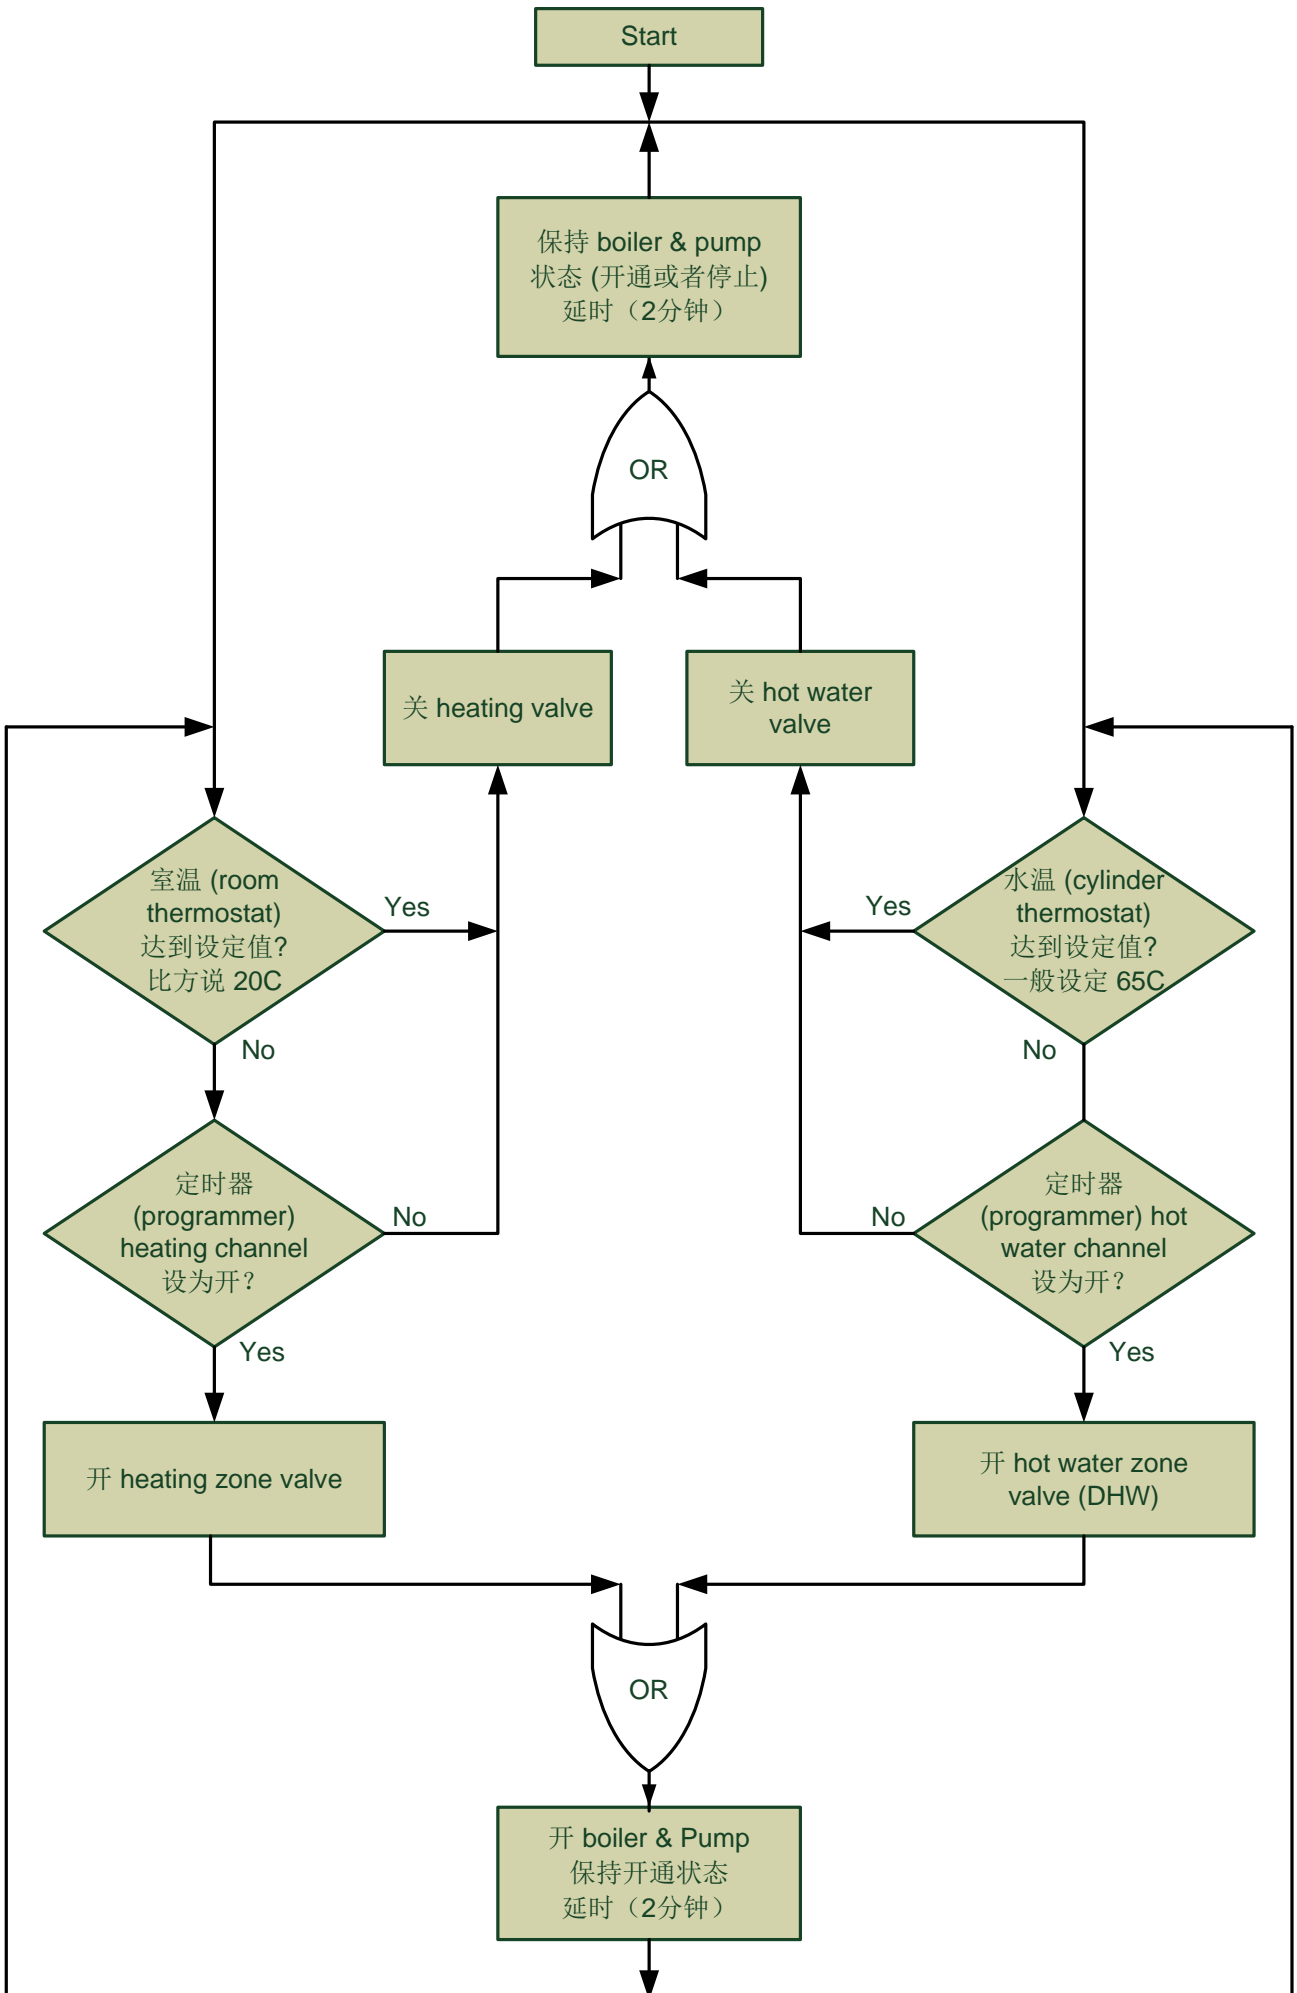 Start
保持 boiler & pump
状态 (开通或者停止)
延时（2分钟）
OR
关 heating valve
关 hot water
valve
室温 (room
thermostat)
达到设定值?
比方说 20C
Yes
No
水温 (cylinder
thermostat)
达到设定值?
一般设定 65C
Yes
No
定时器
(programmer)
heating channel
设为开？
No
Yes
定时器
(programmer) hot
water channel
设为开？
No
Yes
开 heating zone valve
开 hot water zone
valve (DHW)
OR
开 boiler & Pump
保持开通状态
延时（2分钟）